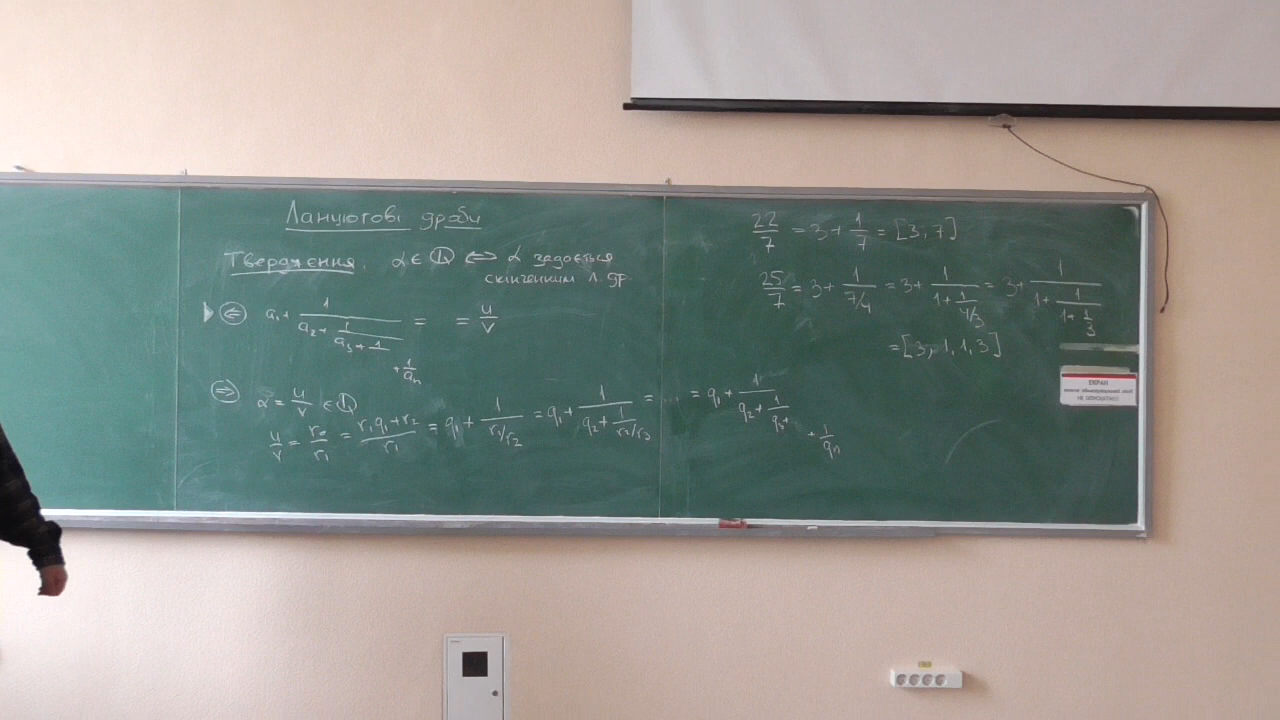 Ланцюгові дроби
Твердження. α ∈ ℚ ⟺ α задається
скінченним л. др
(⇐) a₁ + 1/(a₂ + 1/(a₃ + 1/( + 1/aₙ))) = = u/v
(⇒) α = u/v ∈ ℚ
u/v = r₀/r₁ = (r₁q₁ + r₂)/r₁ = q₁ + 1/(r₁/r₂) = q₁ + 1/(q₂ + 1/(r₂/r₃)) = ... = q₁ + 1/(q₂ + 1/(q₃ + + 1/qₙ))
22/7 = 3 + 1/7 = [3; 7]
25/7 = 3 + 1/(7/4) = 3 + 1/(1 + 1/(4/3)) = 3 + 1/(1 + 1/(1 + 1/3))
= [3; 1, 1, 3]
ЕКРАН